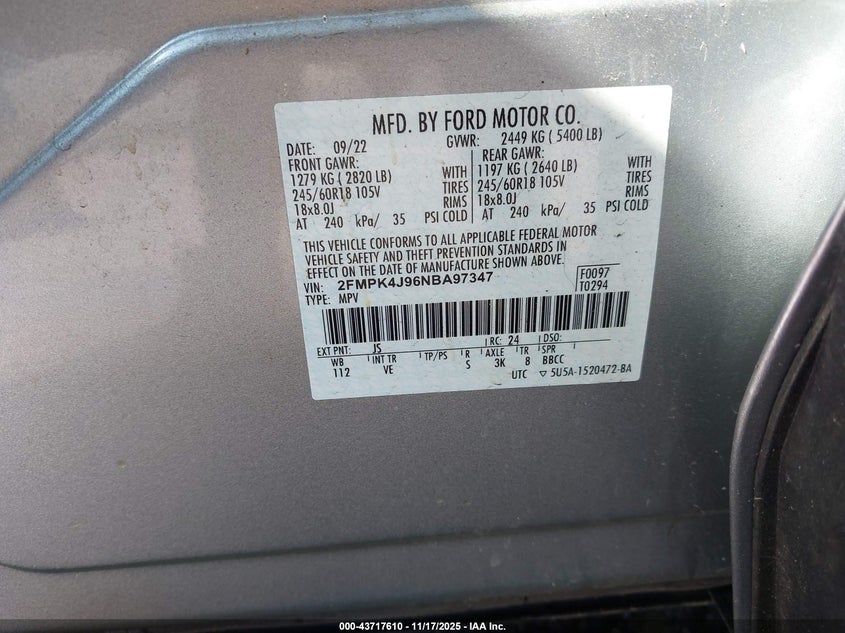 MFD. BY FORD MOTOR CO.
DATE: 09/22 GVWR: 2449 KG ( 5400 LB)
FRONT GAWR: REAR GAWR:
1279 KG ( 2820 LB) WITH 1197 KG ( 2640 LB) WITH
245/60R18 105V TIRES 245/60R18 105V TIRES
18x8.0J RIMS 18x8.0J RIMS
AT 240 kPa/ 35 PSI COLD AT 240 kPa/ 35 PSI COLD
THIS VEHICLE CONFORMS TO ALL APPLICABLE FEDERAL MOTOR
VEHICLE SAFETY AND THEFT PREVENTION STANDARDS IN
EFFECT ON THE DATE OF MANUFACTURE SHOWN ABOVE.
VIN: 2FMPK4J96NBA97347 F0097
TYPE: MPV T0294
EXT PNT: JS RC: 24 DSO:
WB INT TR TP/PS R AXLE TR SPR
112 VE S 3K 8 BBCC
UTC ▽ 5U5A-1520472-BA
000-43717610 - 11/17/2025 - IAA Inc.